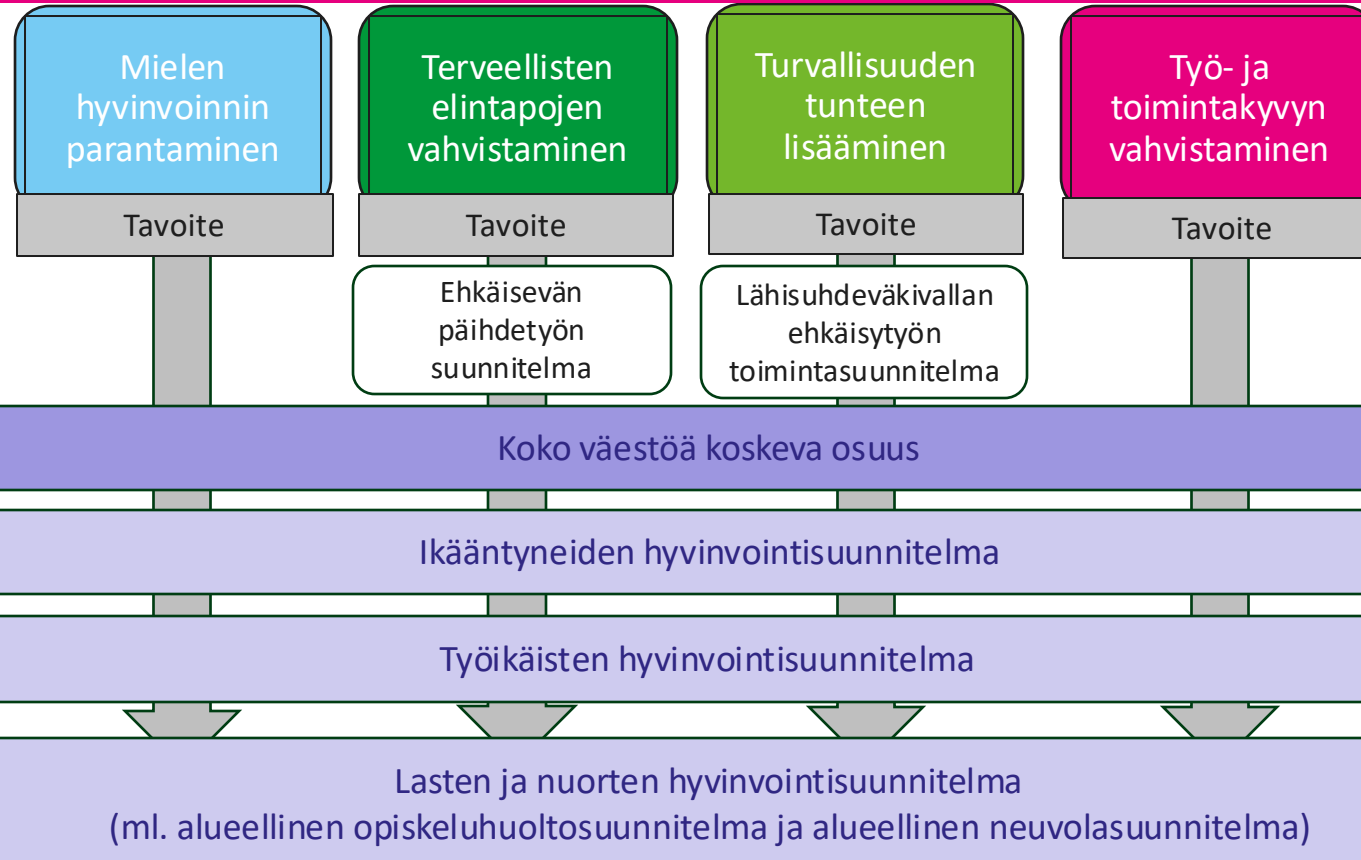 Mielen
hyvinvoinnin
parantaminen
Terveellisten
elintapojen
vahvistaminen
Turvallisuuden
tunteen
lisääminen
Työ- ja
toimintakyvyn
vahvistaminen
Tavoite
Tavoite
Tavoite
Tavoite
Ehkäisevän
päihdetyön
suunnitelma
Lähisuhdeväkivallan
ehkäisytyön
toimintasuunnitelma
Koko väestöä koskeva osuus
Ikääntyneiden hyvinvointisuunnitelma
Työikäisten hyvinvointisuunnitelma
Lasten ja nuorten hyvinvointisuunnitelma
(ml. alueellinen opiskeluhuoltosuunnitelma ja alueellinen neuvolasuunnitelma)